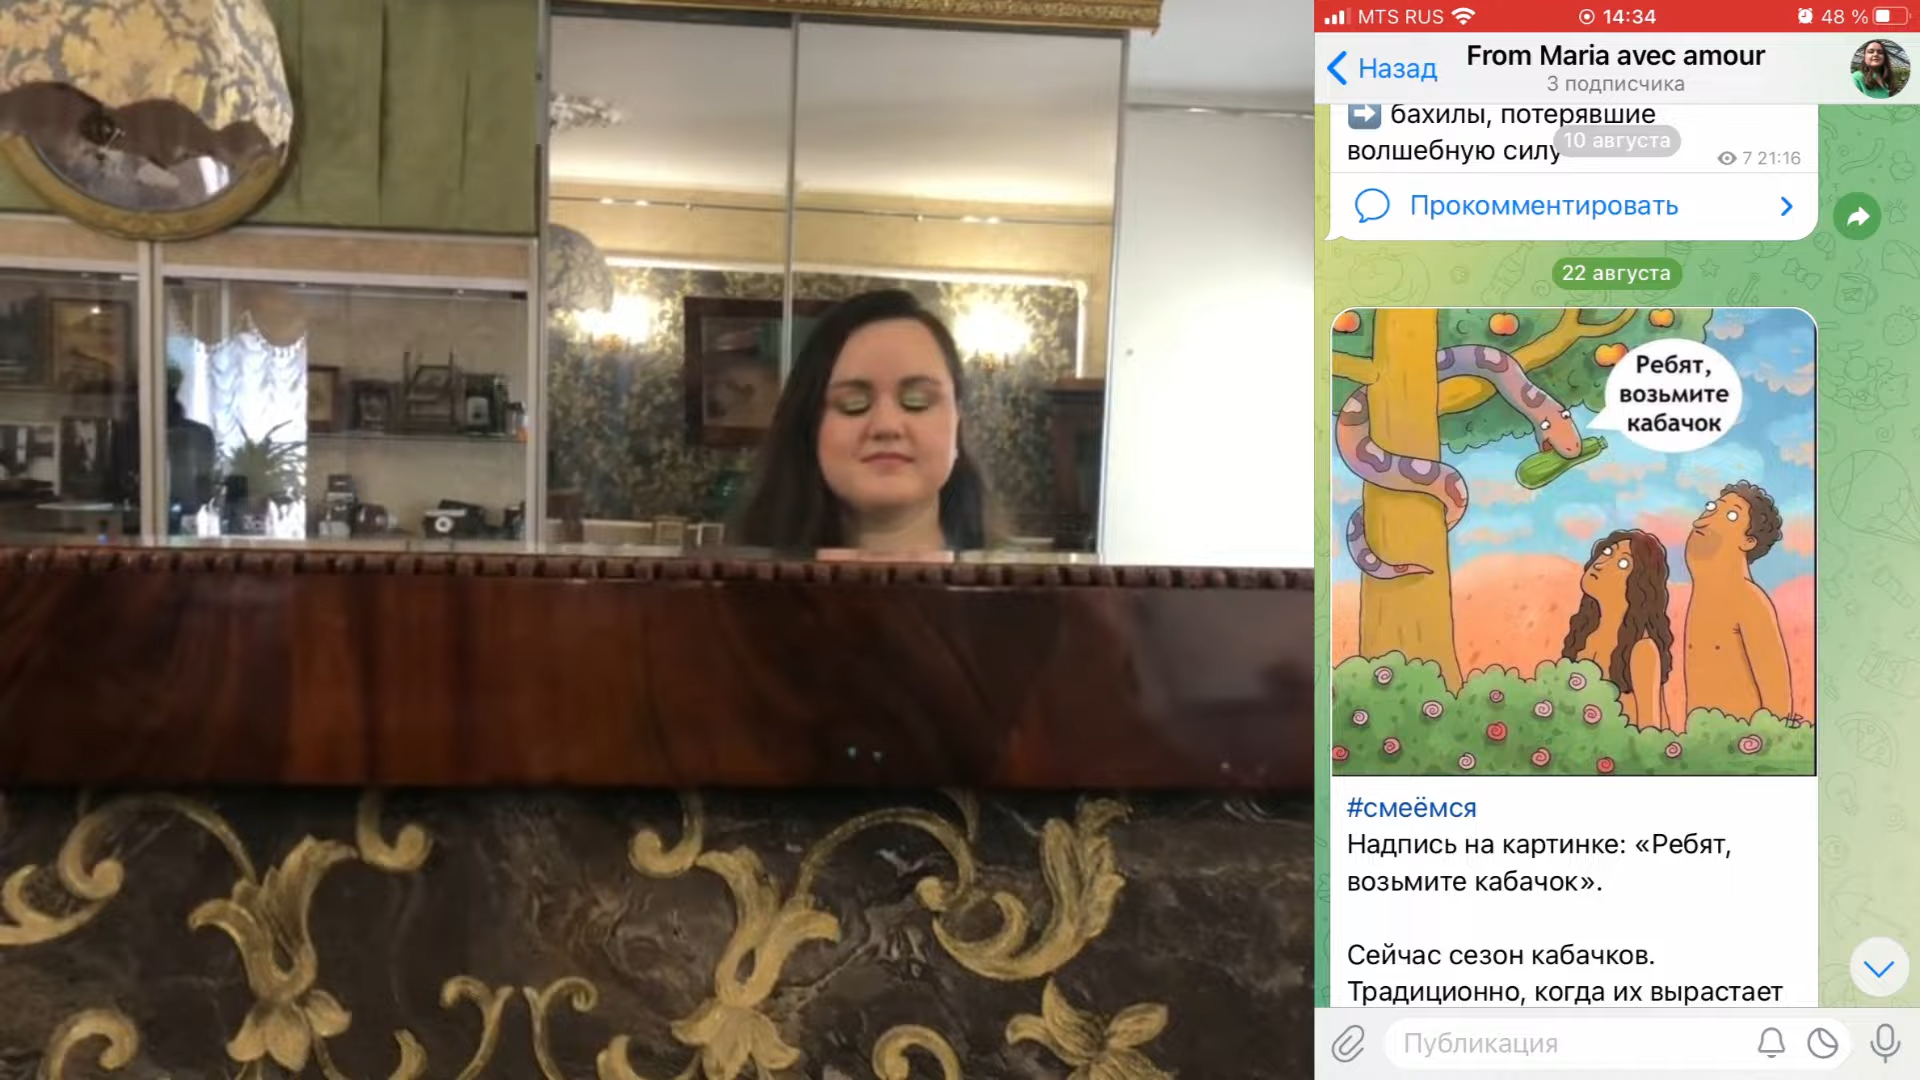 MTS RUS
14:34
48 %
Назад
From Maria avec amour
3 подписчика
бахилы, потерявшие
волшебную силу
10 августа
7 21:16
Прокомментировать
22 августа
Ребят,
возьмите
кабачок
#смеёмся
Надпись на картинке: «Ребят,
возьмите кабачок».
Сейчас сезон кабачков.
Традиционно, когда их вырастает
Публикация